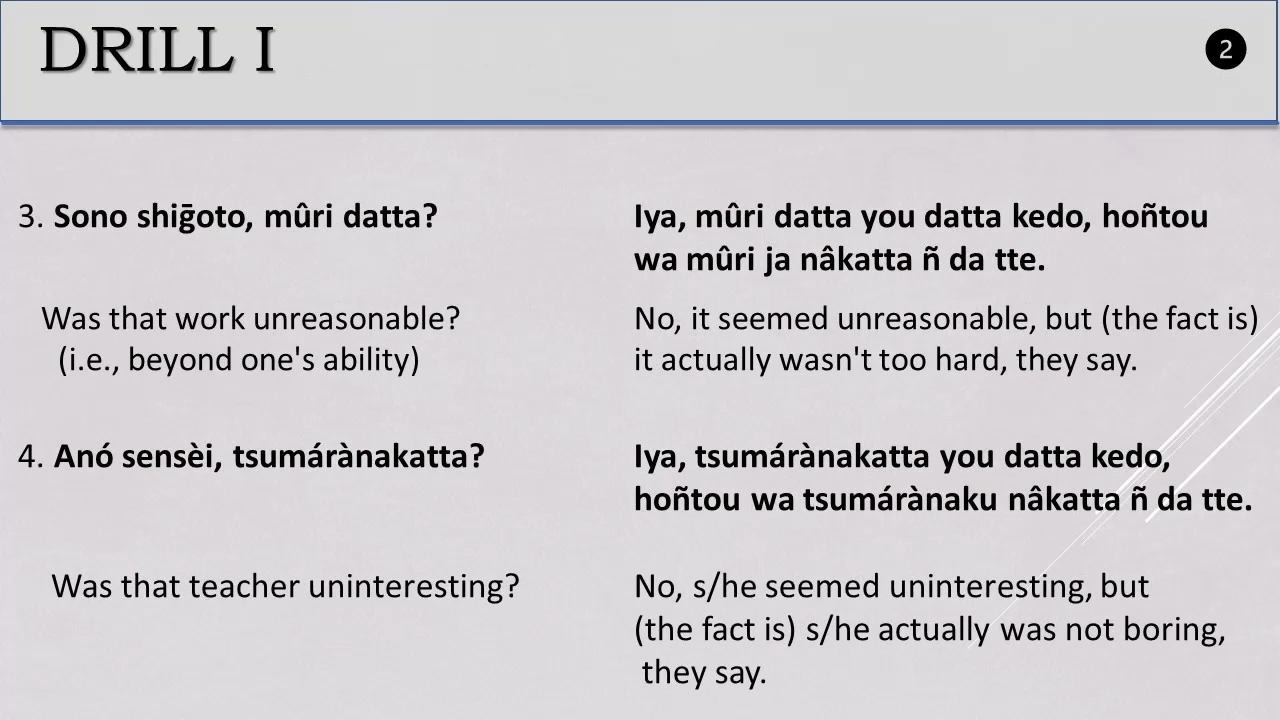 DRILL I
2
3. Sono shiḡoto, mûri datta?
Iya, mûri datta you datta kedo, hoñtou
wa mûri ja nâkatta ñ da tte.
Was that work unreasonable?
(i.e., beyond one's ability)
No, it seemed unreasonable, but (the fact is)
it actually wasn't too hard, they say.
4. Anó sensèi, tsumárànakatta?
Iya, tsumárànakatta you datta kedo,
hoñtou wa tsumárànaku nâkatta ñ da tte.
Was that teacher uninteresting?
No, s/he seemed uninteresting, but
(the fact is) s/he actually was not boring,
they say.